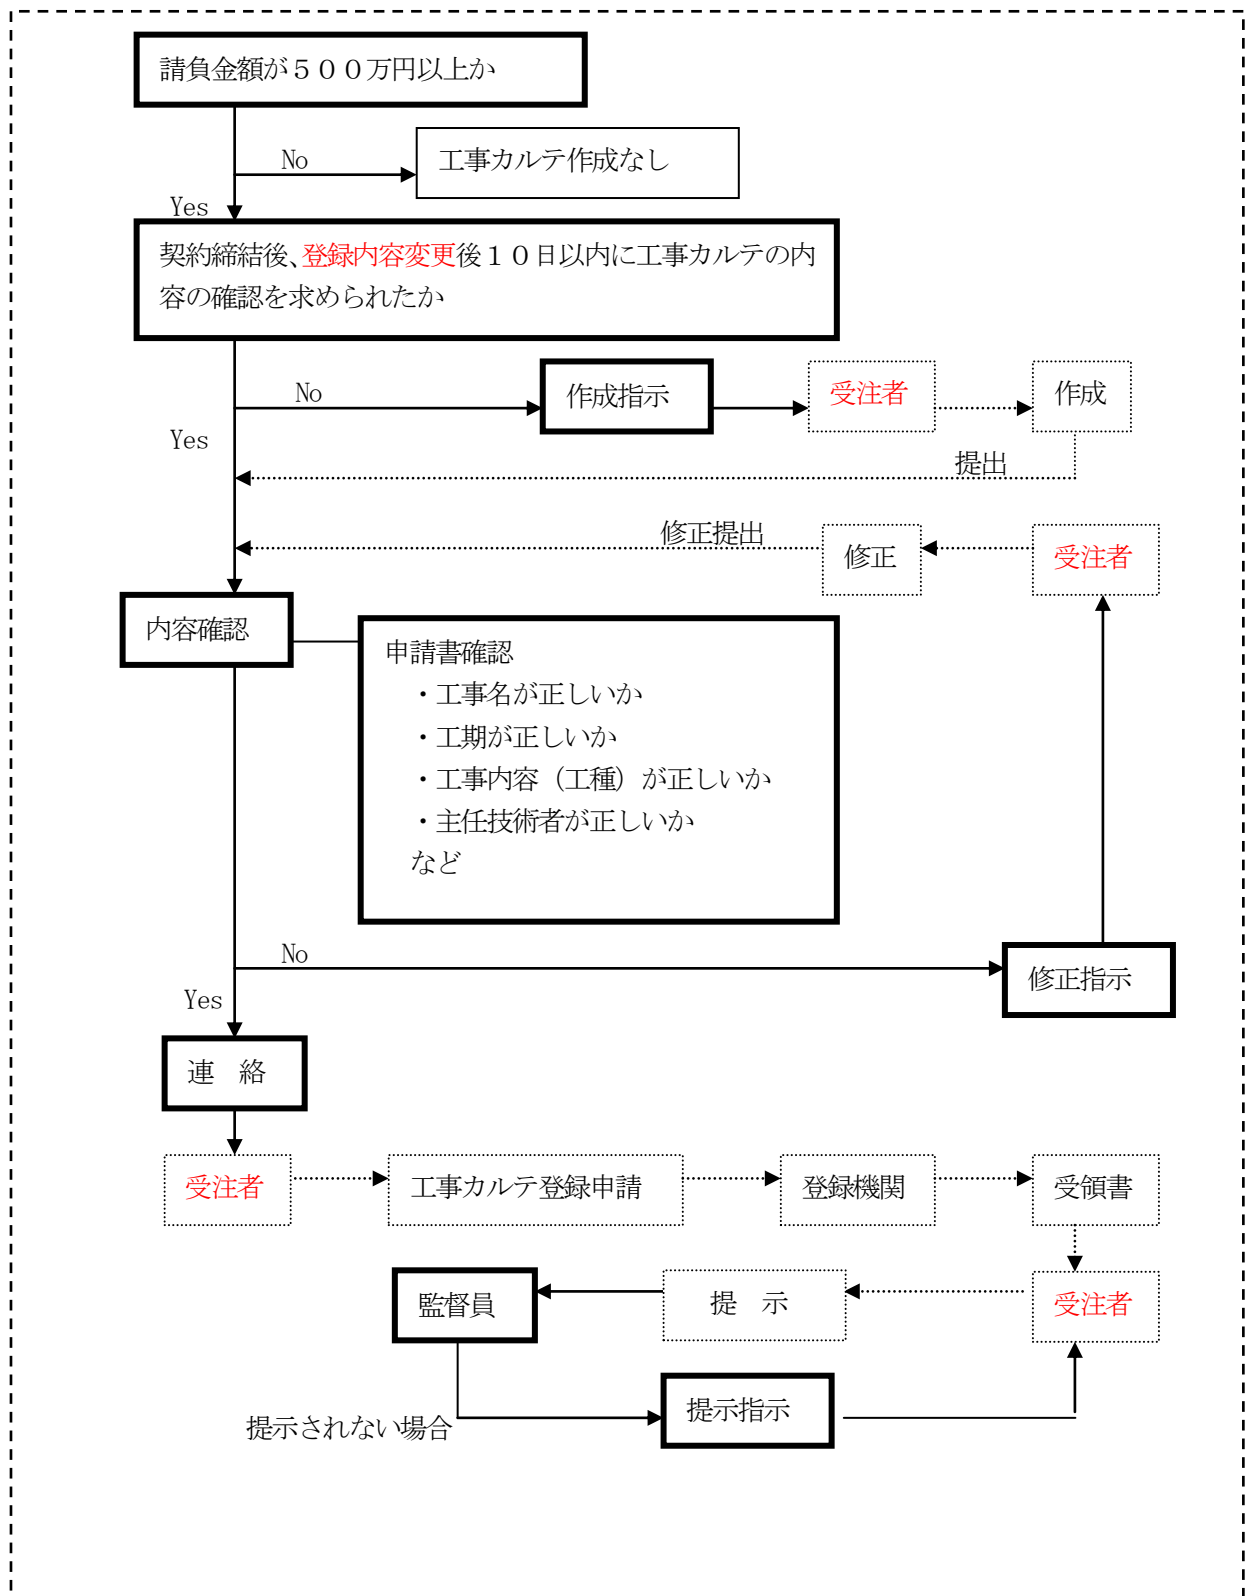 請負金額が５００万円以上か
No
工事カルテ作成なし
Yes
契約締結後、登録内容変更後１０日以内に工事カルテの内
容の確認を求められたか
No
作成指示
受注者
作成
Yes
提出
修正提出
修正
受注者
内容確認
申請書確認
・工事名が正しいか
・工期が正しいか
・工事内容（工種）が正しいか
・主任技術者が正しいか
など
No
修正指示
Yes
連　絡
受注者
工事カルテ登録申請
登録機関
受領書
監督員
提　示
受注者
提示されない場合
提示指示